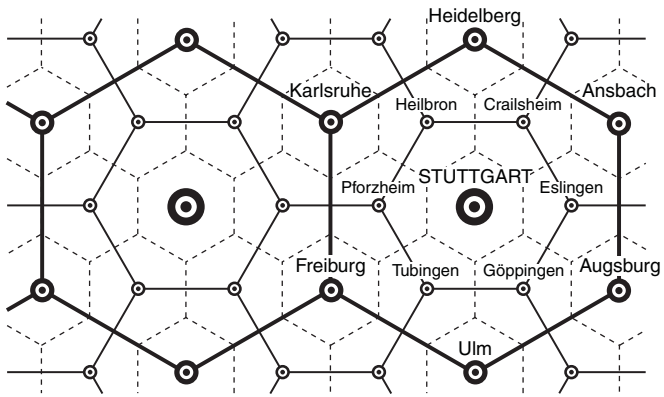 Heidelberg
Karlsruhe
Ansbach
Heilbron
Crailsheim
Pforzheim
STUTTGART
Eslingen
Freiburg
Tubingen
Göppingen
Augsburg
Ulm